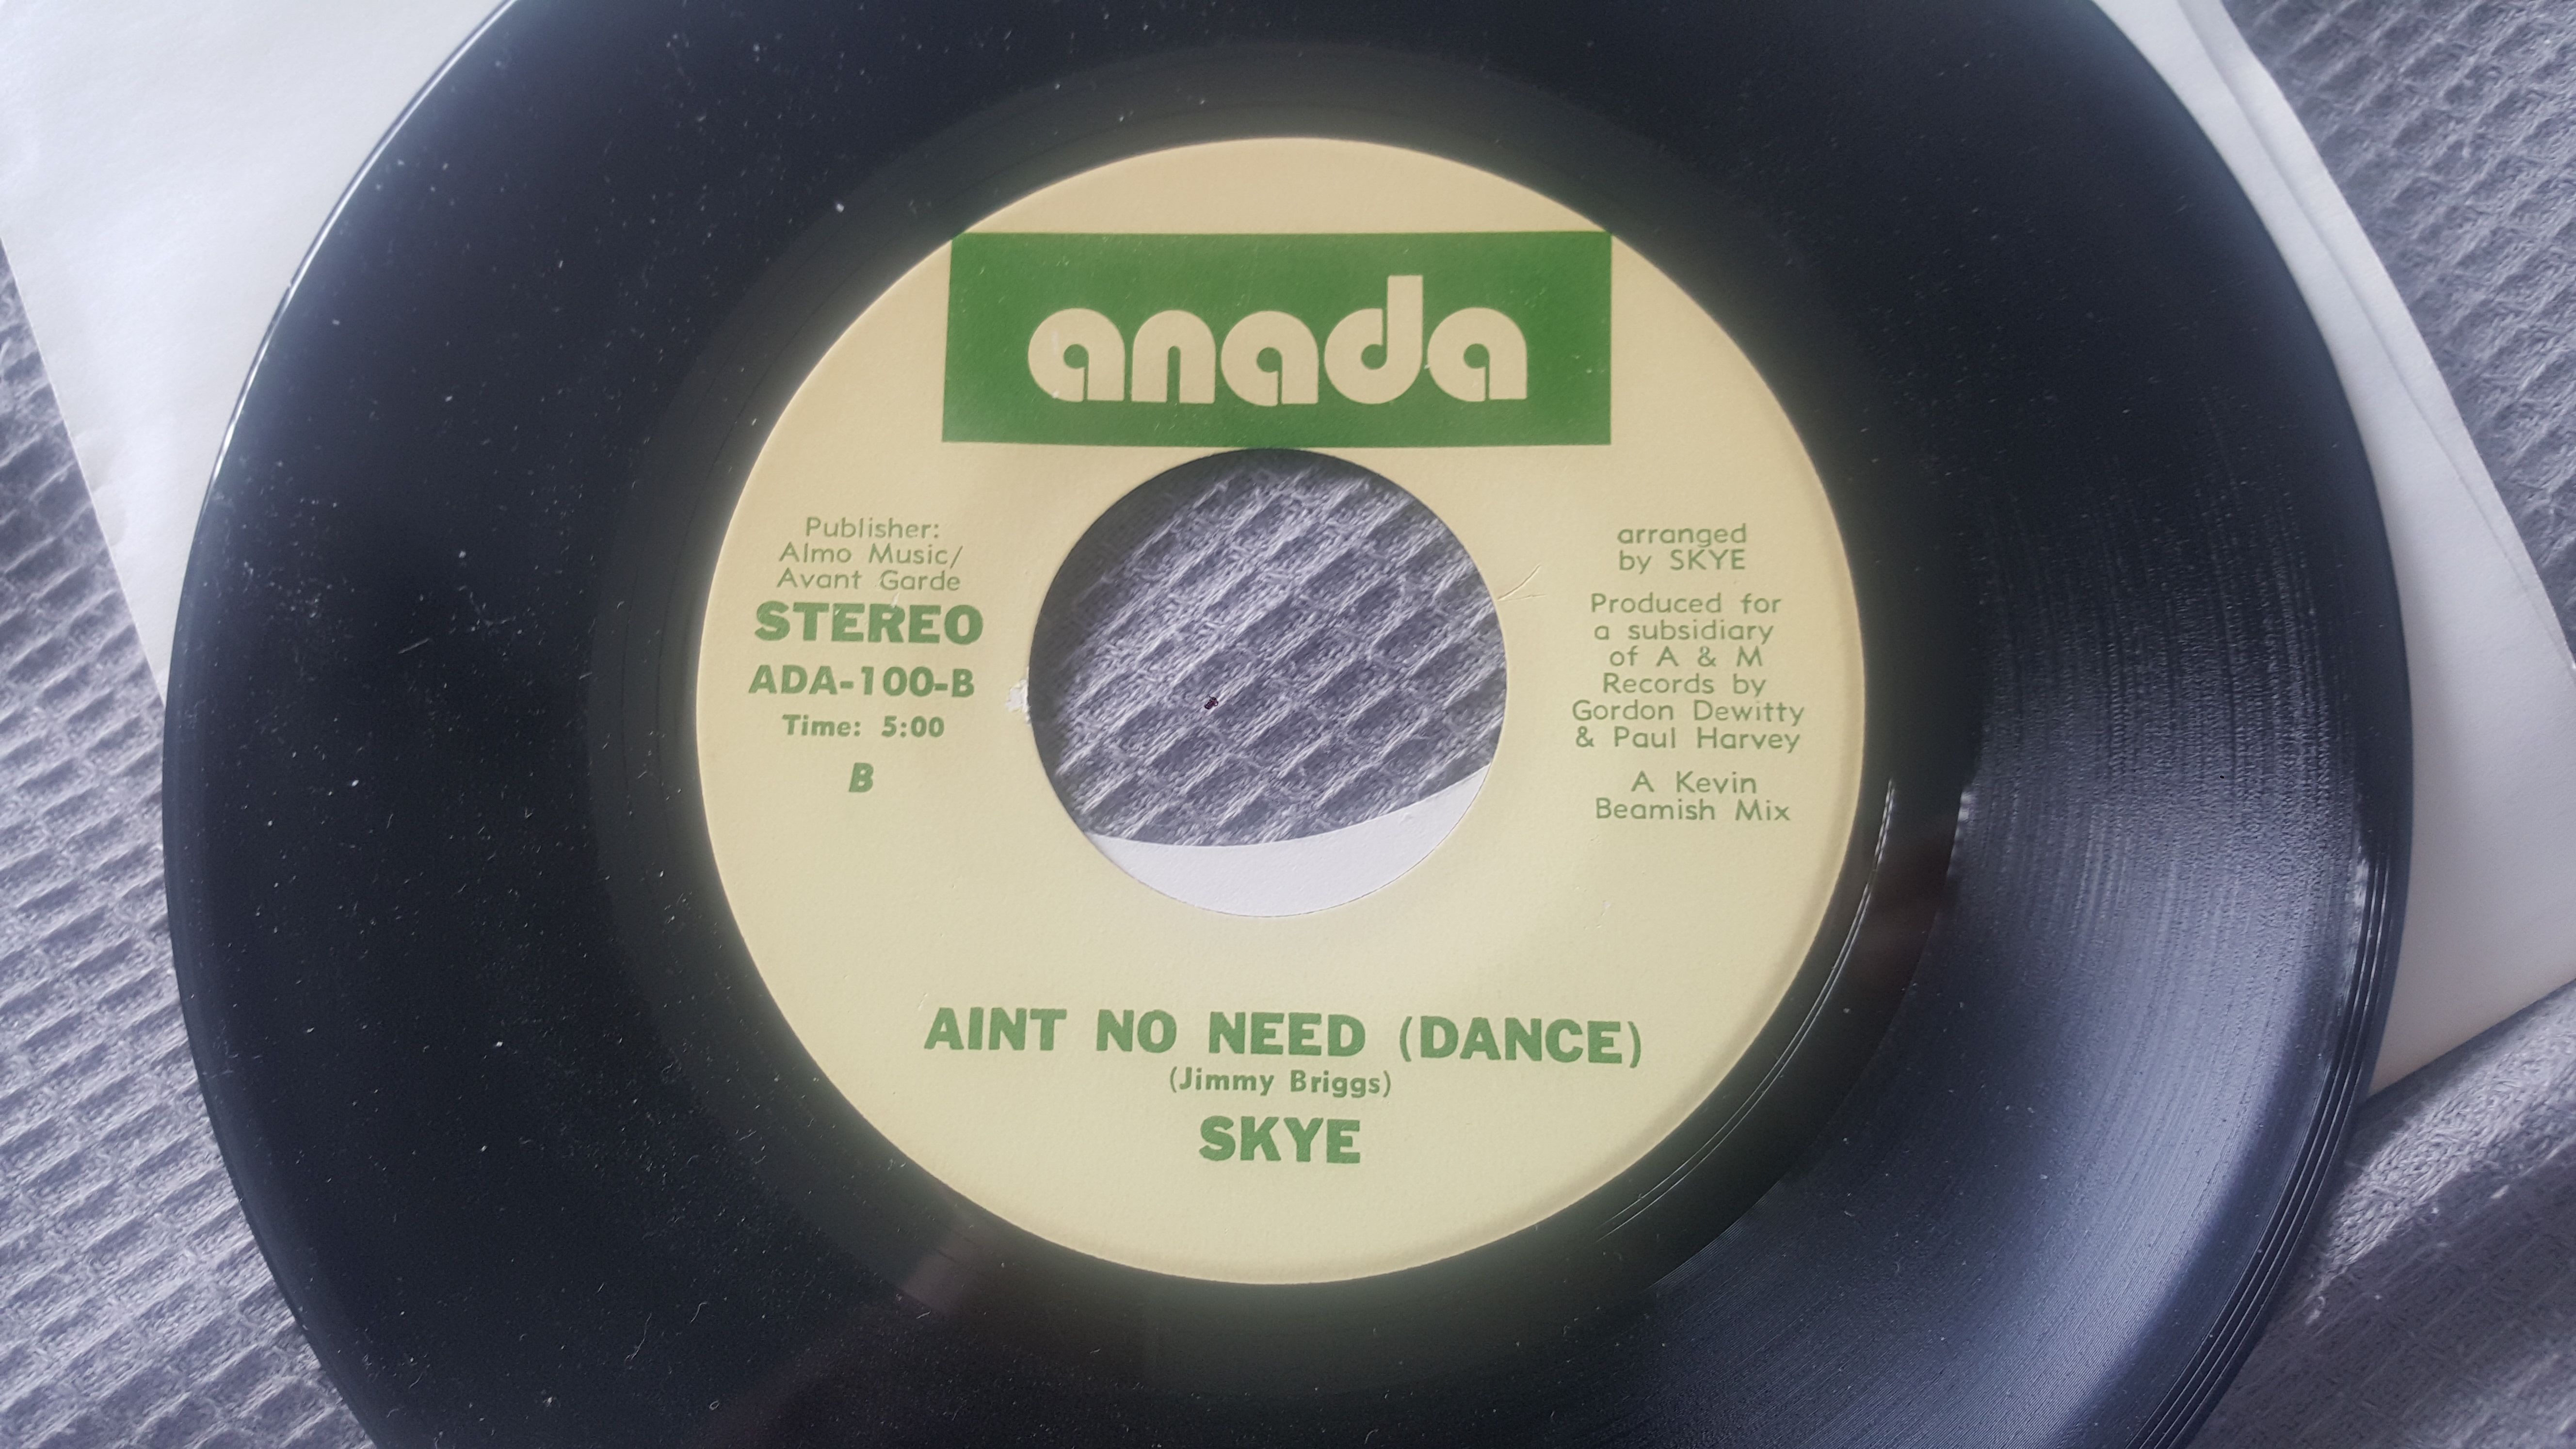 anada
Publisher:
Almo Music/
Avant Garde
STEREO
ADA-100-B
Time: 5:00
B
arranged
by SKYE
Produced for
a subsidiary
of A & M
Records by
Gordon Dewitty
& Paul Harvey
A Kevin
Beamish Mix
AINT NO NEED (DANCE)
(Jimmy Briggs)
SKYE